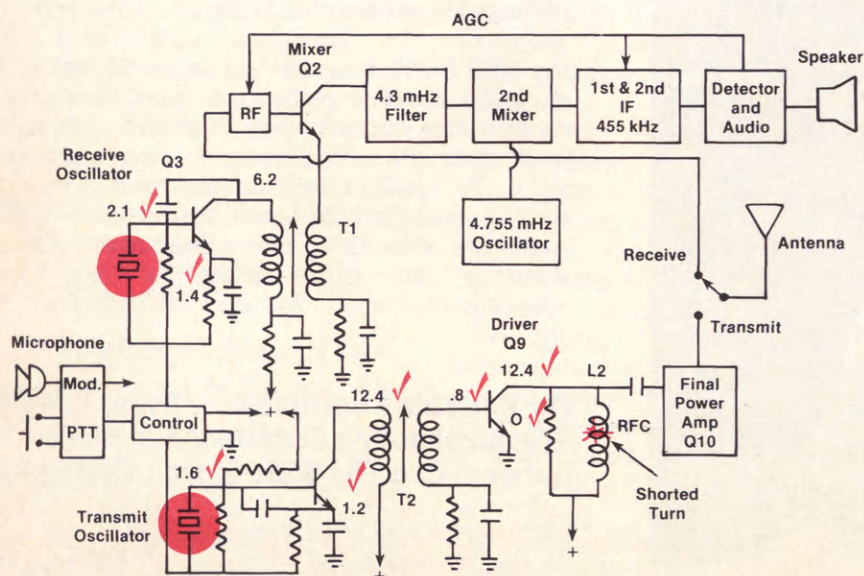 AGC
Speaker
Mixer
Q2
RF
4.3 mHz
Filter
2nd
Mixer
1st & 2nd
IF
455 kHz
Detector
and
Audio
Receive
Oscillator
Q3
6.2
2.1
1.4
T1
4.755 mHz
Oscillator
Antenna
Receive
Transmit
Microphone
Mod.
PTT
Control
+
Driver
Q9
12.4
12.4
.8
O
L2
RFC
Final
Power
Amp
Q10
Shorted
Turn
T2
1.6
1.2
Transmit
Oscillator
+
+